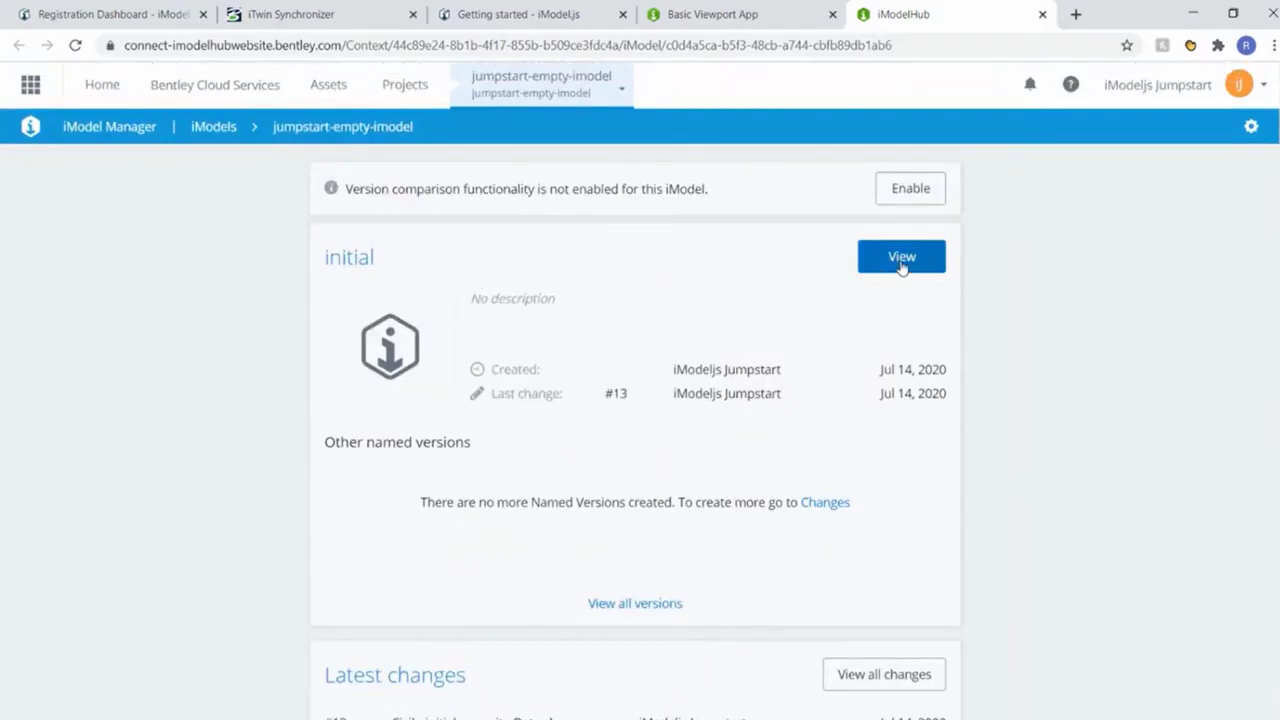 Registration Dashboard - iModel
iTwin Synchronizer
Getting started - iModel.js
Basic Viewport App
iModelHub
connect-imodelhubwebsite.bentley.com/Context/44c89e24-8b1b-4f17-855b-b509ce3fdc4a/iModel/c0d4a5ca-b5f3-48cb-a744-cbfb89db1ab6
R
Home
Bentley Cloud Services
Assets
Projects
jumpstart-empty-imodel
jumpstart-empty-imodel
iModeljs Jumpstart
iJ
iModel Manager | iModels > jumpstart-empty-imodel
Version comparison functionality is not enabled for this iModel.
Enable
initial
View
No description
Created: iModeljs Jumpstart Jul 14, 2020
Last change: #13 iModeljs Jumpstart Jul 14, 2020
Other named versions
There are no more Named Versions created. To create more go to Changes
View all versions
Latest changes
View all changes